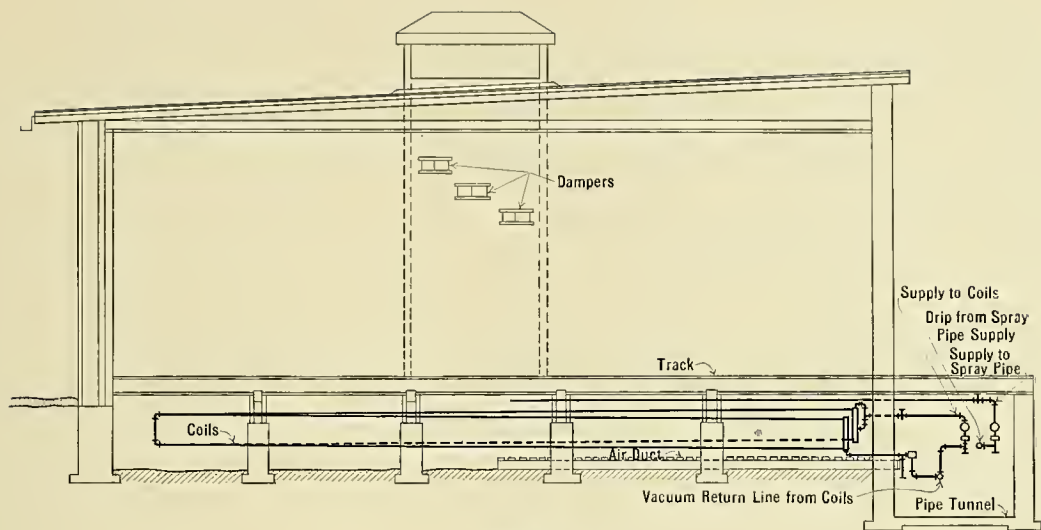 Dampers
Supply to Coils
Drip from Spray
Pipe Supply
Supply to
Spray Pipe
Track
Coils
Air Duct
Vacuum Return Line from Coils
Pipe Tunnel